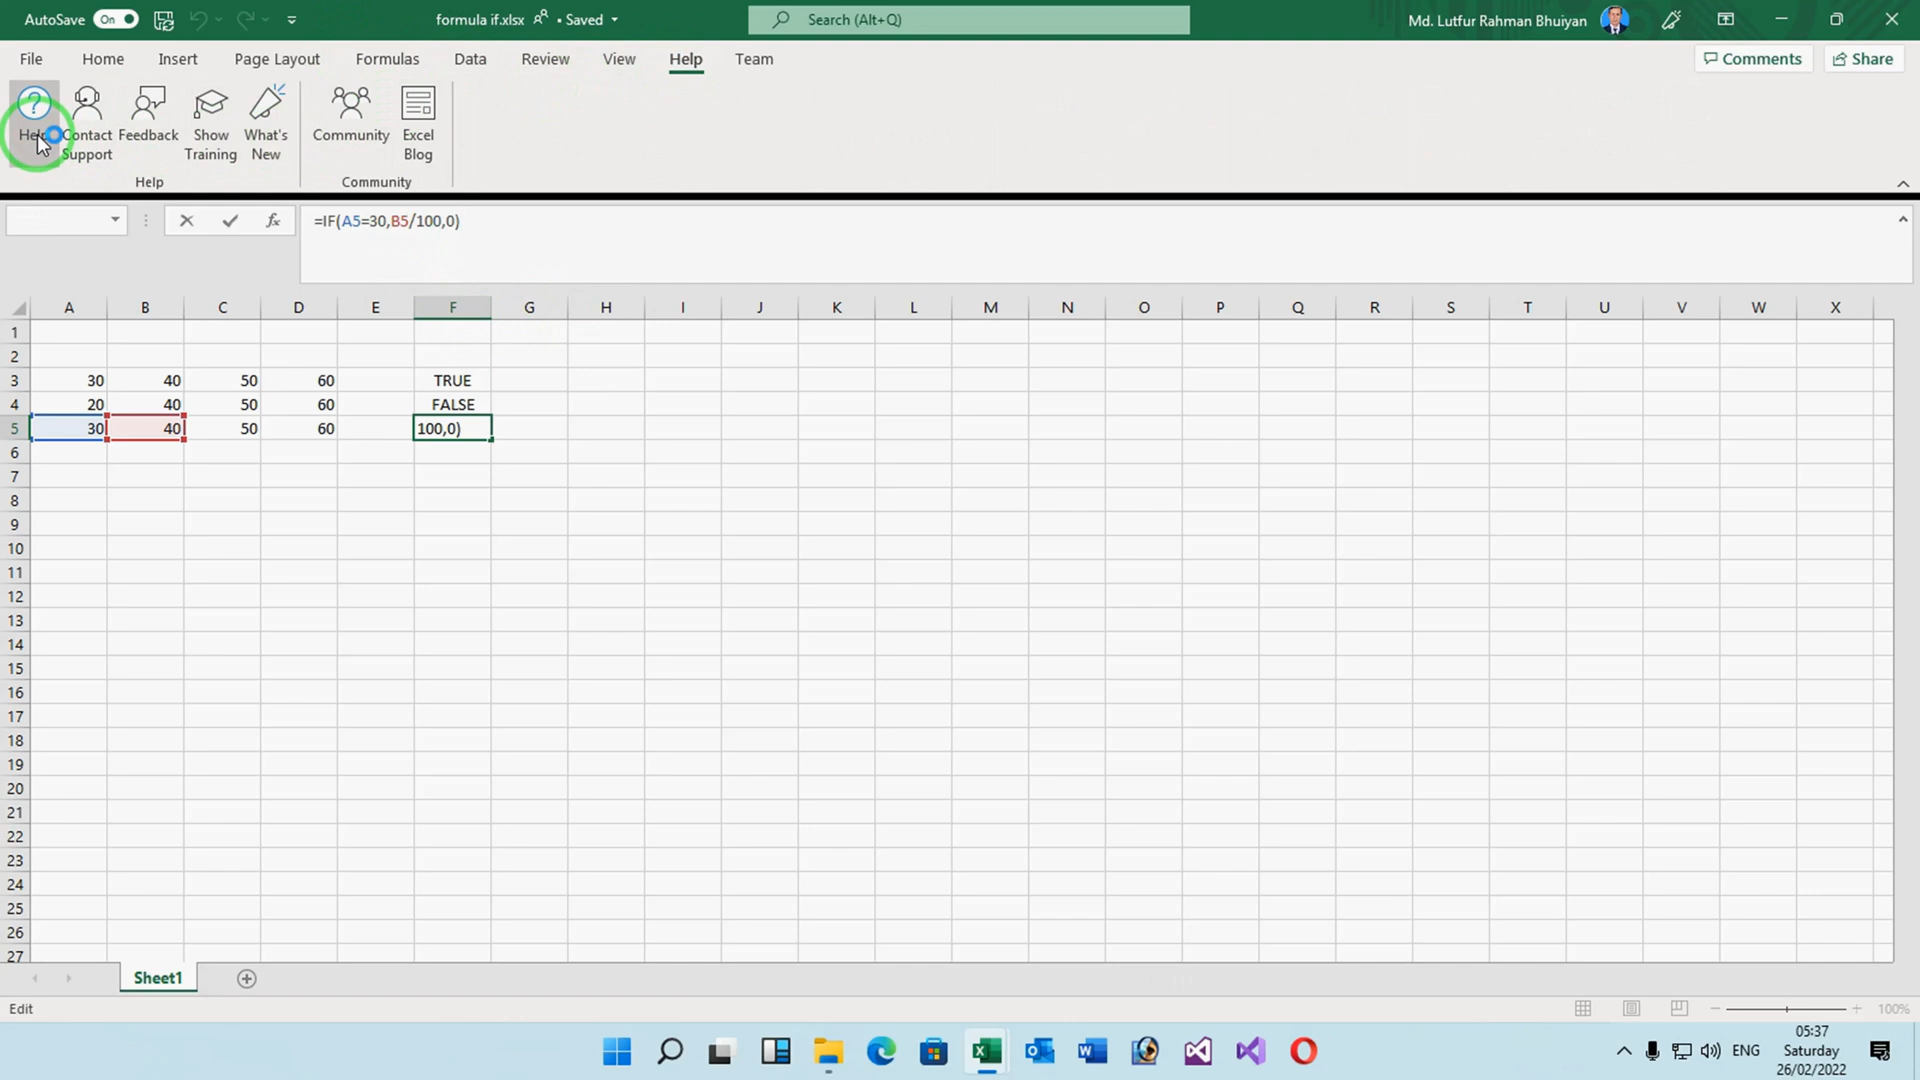 AutoSave On formula if.xlsx • Saved Search (Alt+Q) Md. Lutfur Rahman Bhuiyan
File Home Insert Page Layout Formulas Data Review View Help Team Comments Share
Help Contact Support Feedback Show Training What's New Community Excel Blog
Help Community
fx =IF(A5=30,B5/100,0)
A B C D E F G H I J K L M N O P Q R S T U V W X
1
2
3 30 40 50 60 TRUE
4 20 40 50 60 FALSE
5 30 40 50 60 100,0)
6
7
8
9
10
11
12
13
14
15
16
17
18
19
20
21
22
23
24
25
26
27
Sheet1
Edit 100%
ENG 05:37
Saturday
26/02/2022